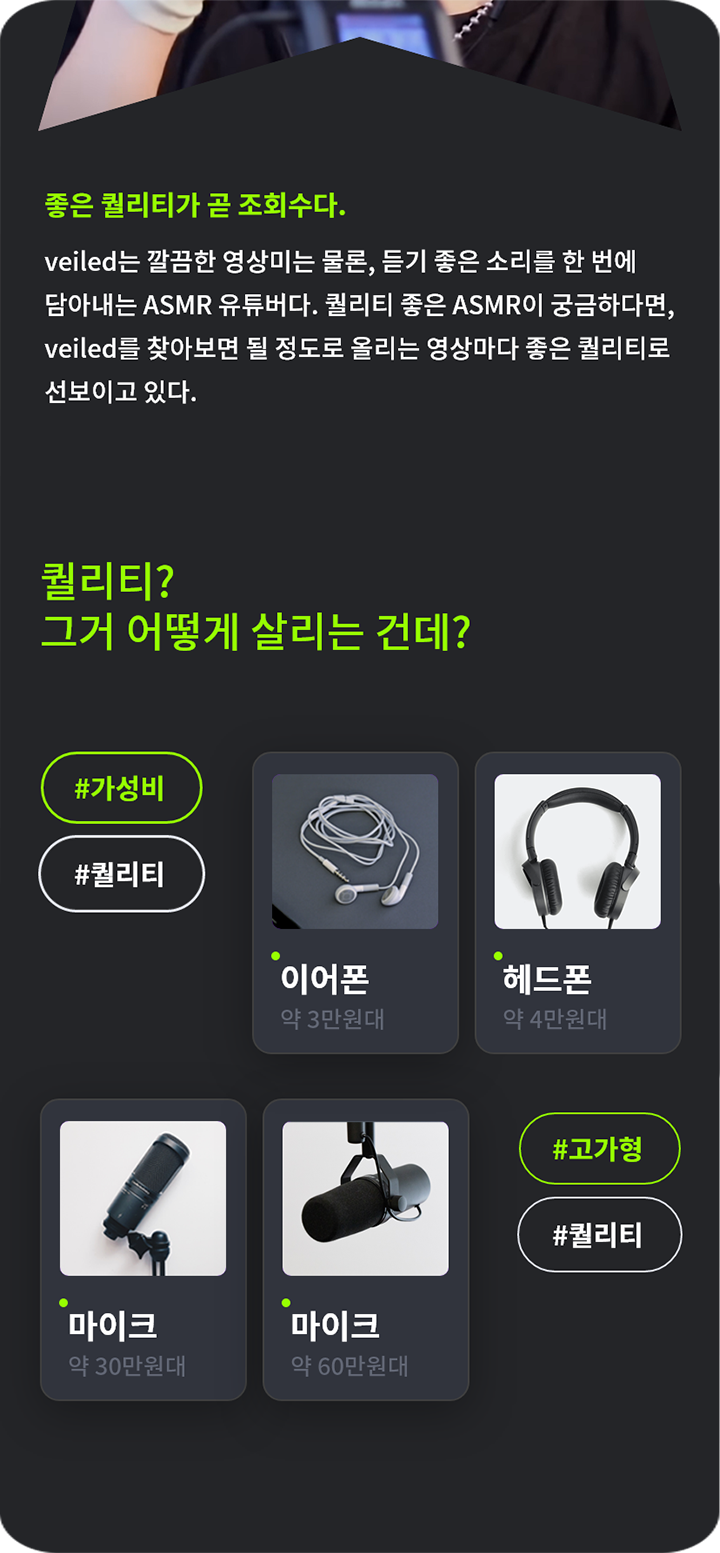 좋은 퀄리티가 곧 조회수다.
veiled는 깔끔한 영상미는 물론, 듣기 좋은 소리를 한 번에
담아내는 ASMR 유튜버다. 퀄리티 좋은 ASMR이 궁금하다면,
veiled를 찾아보면 될 정도로 올리는 영상마다 좋은 퀄리티로
선보이고 있다.
퀄리티?
그거 어떻게 살리는 건데?
#가성비
#퀄리티
이어폰
약 3만원대
헤드폰
약 4만원대
마이크
약 30만원대
마이크
약 60만원대
#고가형
#퀄리티